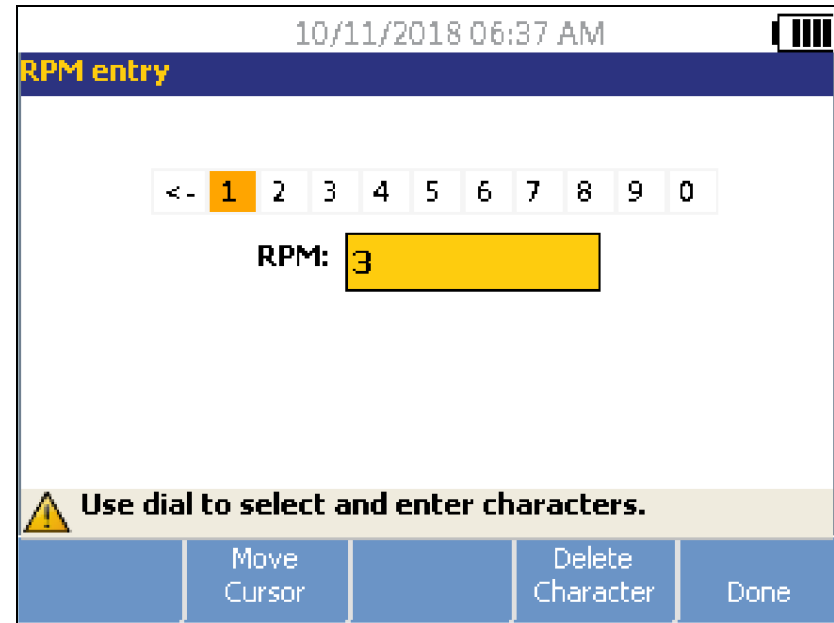 10/11/2018 06:37 AM
RPM entry
<- 1 2 3 4 5 6 7 8 9 0
RPM: 3
Use dial to select and enter characters.
Move Cursor
Delete Character
Done